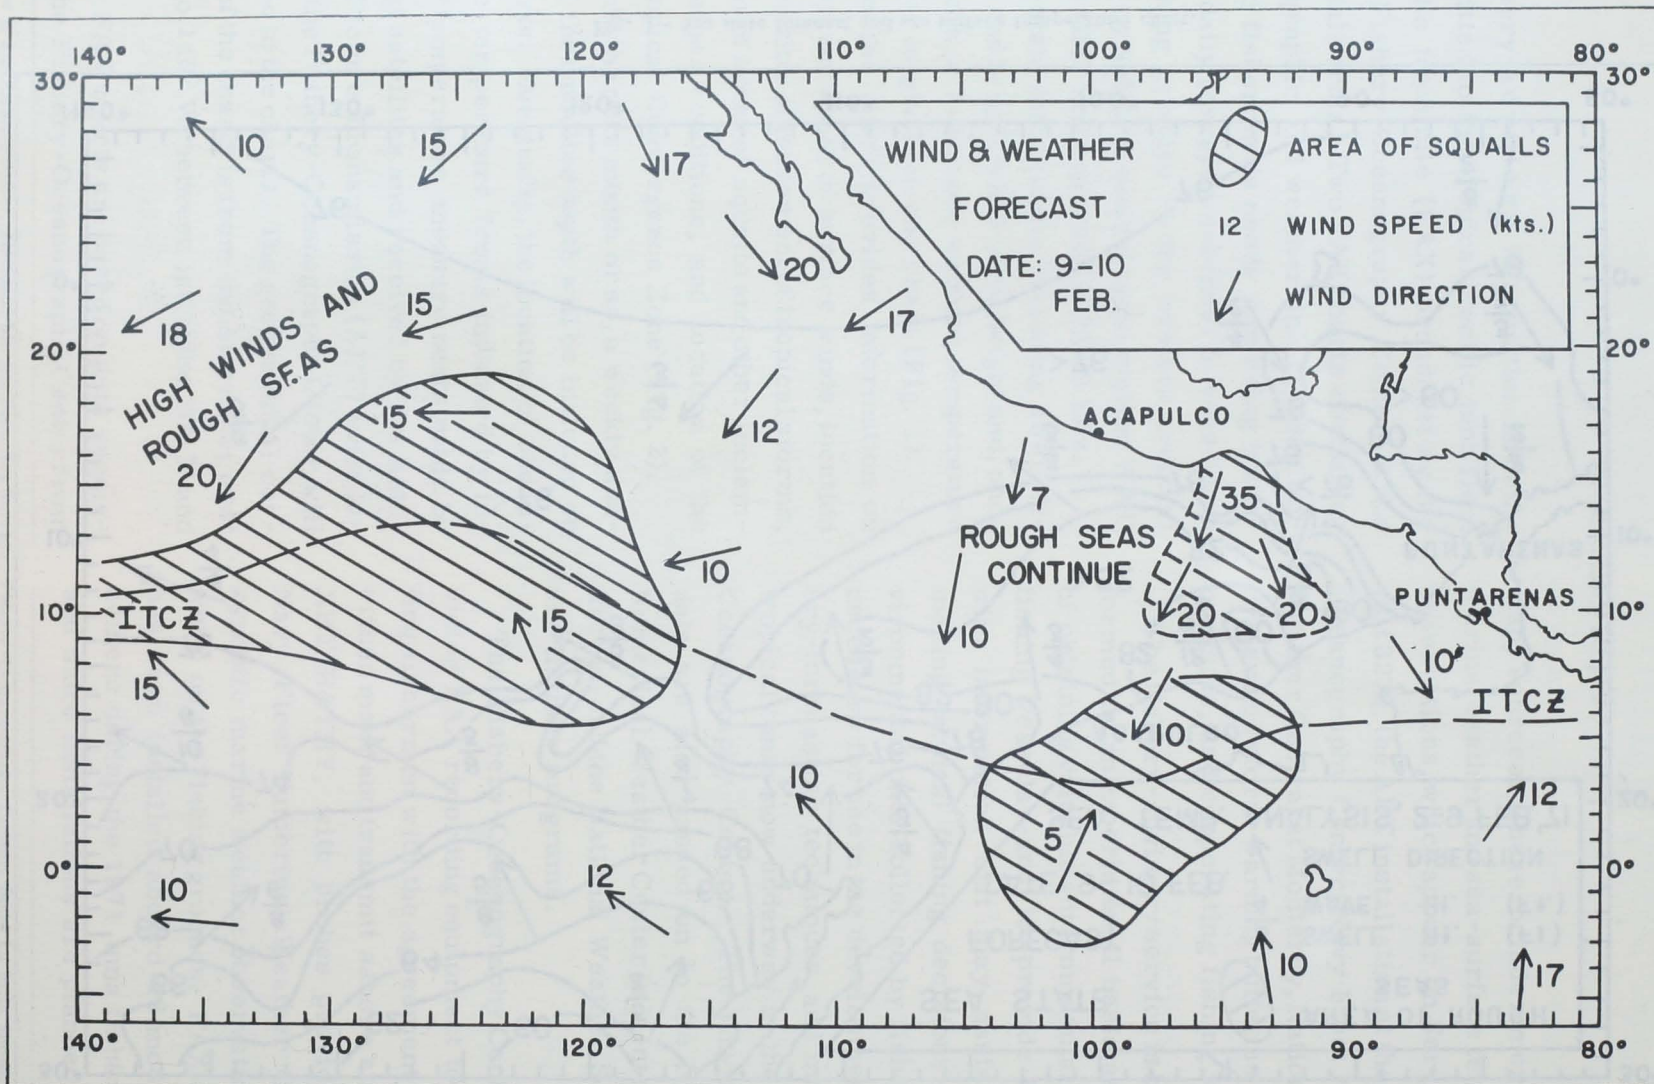 140° 130° 120° 110° 100° 90° 80°
30° 30°
WIND & WEATHER
FORECAST
DATE: 9-10
FEB.
AREA OF SQUALLS
12 WIND SPEED (kts.)
WIND DIRECTION
10 15 17
20
18 15 17
HIGH WINDS AND
ROUGH SEAS
20° 20°
15 12
ACAPULCO
20 7 35
ROUGH SEAS
CONTINUE
10
PUNTARENAS
10° 10°
ITCZ 15 10 20 20
15 10
ITCZ
10
10 12
5
0° 0°
10 12
10 17
140° 130° 120° 110° 100° 90° 80°